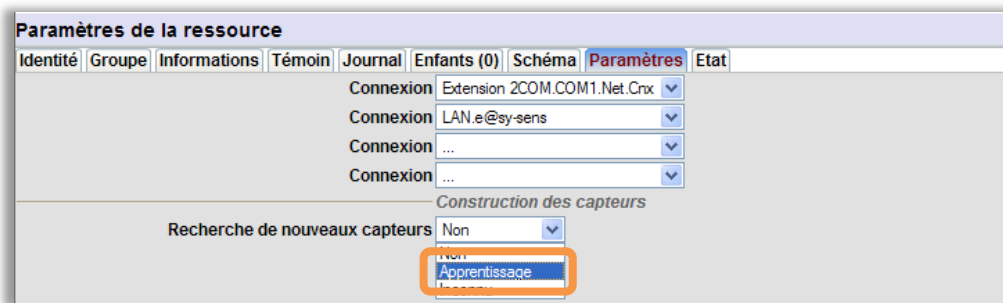 Paramètres de la ressource
Identité Groupe Informations Témoin Journal Enfants (0) Schéma Paramètres Etat
Connexion Extension 2COM.COM1.Net.Cnx
Connexion LAN.e@sy-sens
Connexion ...
Connexion ...
Construction des capteurs
Recherche de nouveaux capteurs Non
Non
Apprentissage